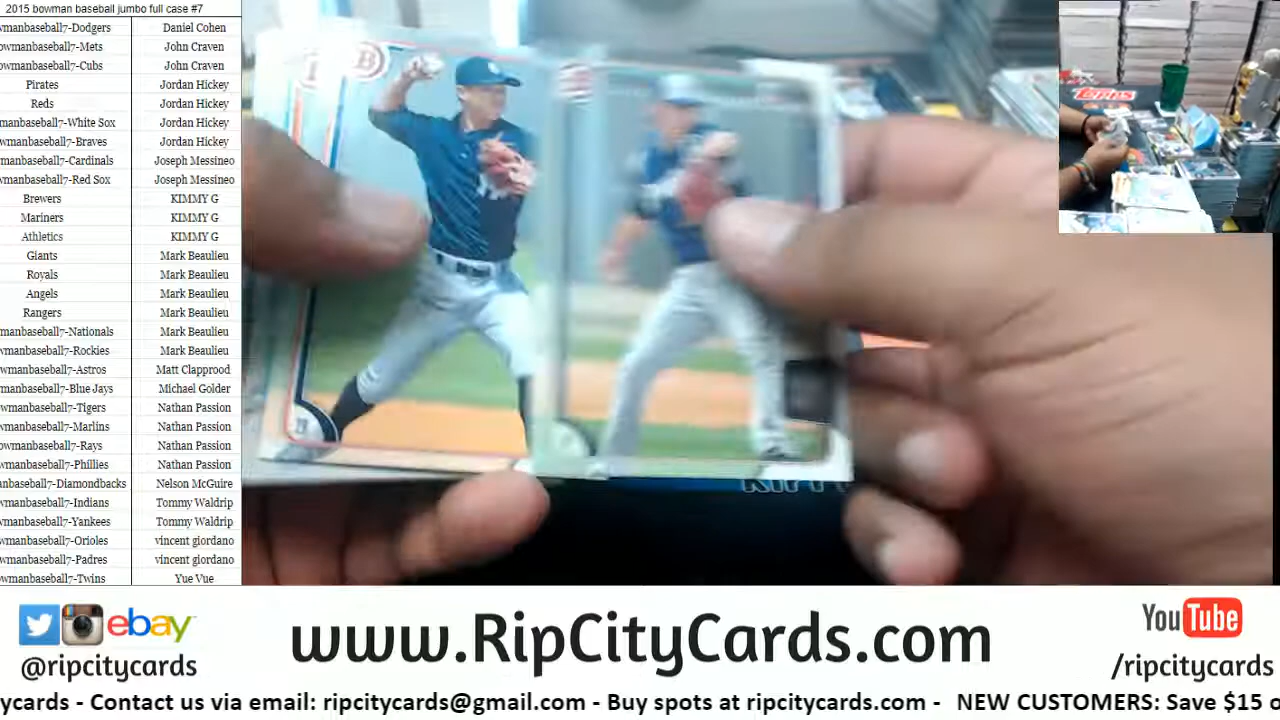 2015 bowman baseball jumbo full case #7
wmanbaseball7-Dodgers Daniel Cohen
owmanbaseball7-Mets John Craven
owmanbaseball7-Cubs John Craven
Pirates Jordan Hickey
Reds Jordan Hickey
manbaseball7-White Sox Jordan Hickey
wmanbaseball7-Braves Jordan Hickey
manbaseball7-Cardinals Joseph Messineo
wmanbaseball7-Red Sox Joseph Messineo
Brewers KIMMY G
Mariners KIMMY G
Athletics KIMMY G
Giants Mark Beaulieu
Royals Mark Beaulieu
Angels Mark Beaulieu
Rangers Mark Beaulieu
manbaseball7-Nationals Mark Beaulieu
wmanbaseball7-Rockies Mark Beaulieu
wmanbaseball7-Astros Matt Clapprood
manbaseball7-Blue Jays Michael Golder
wmanbaseball7-Tigers Nathan Passion
wmanbaseball7-Marlins Nathan Passion
owmanbaseball7-Rays Nathan Passion
wmanbaseball7-Phillies Nathan Passion
anbaseball7-Diamondbacks Nelson McGuire
wmanbaseball7-Indians Tommy Waldrip
wmanbaseball7-Yankees Tommy Waldrip
wmanbaseball7-Orioles vincent giordano
wmanbaseball7-Padres vincent giordano
wmanbaseball7-Twins Yue Vue
B
Topps
ebay
@ripcitycards
www.RipCityCards.com
YouTube
/ripcitycards
ycards - Contact us via email: ripcitycards@gmail.com - Buy spots at ripcitycards.com - NEW CUSTOMERS: Save $15 o